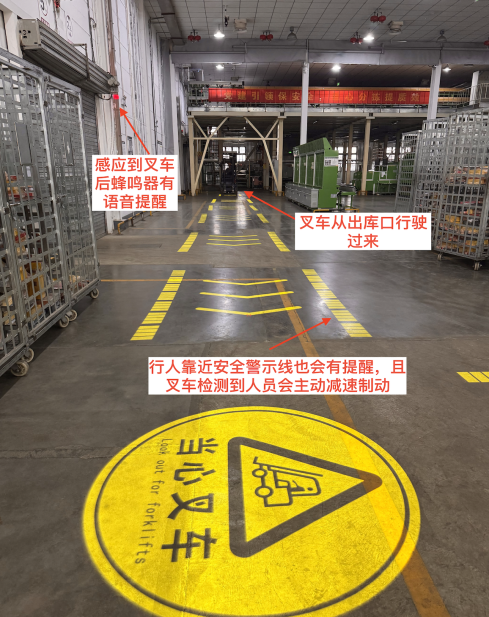 感应到叉车
后蜂鸣器有
语音提醒
叉车从出库口行驶
过来
行人靠近安全警示线也会有提醒，且
叉车检测到人员会主动减速制动
当心叉车
Look out for forklifts